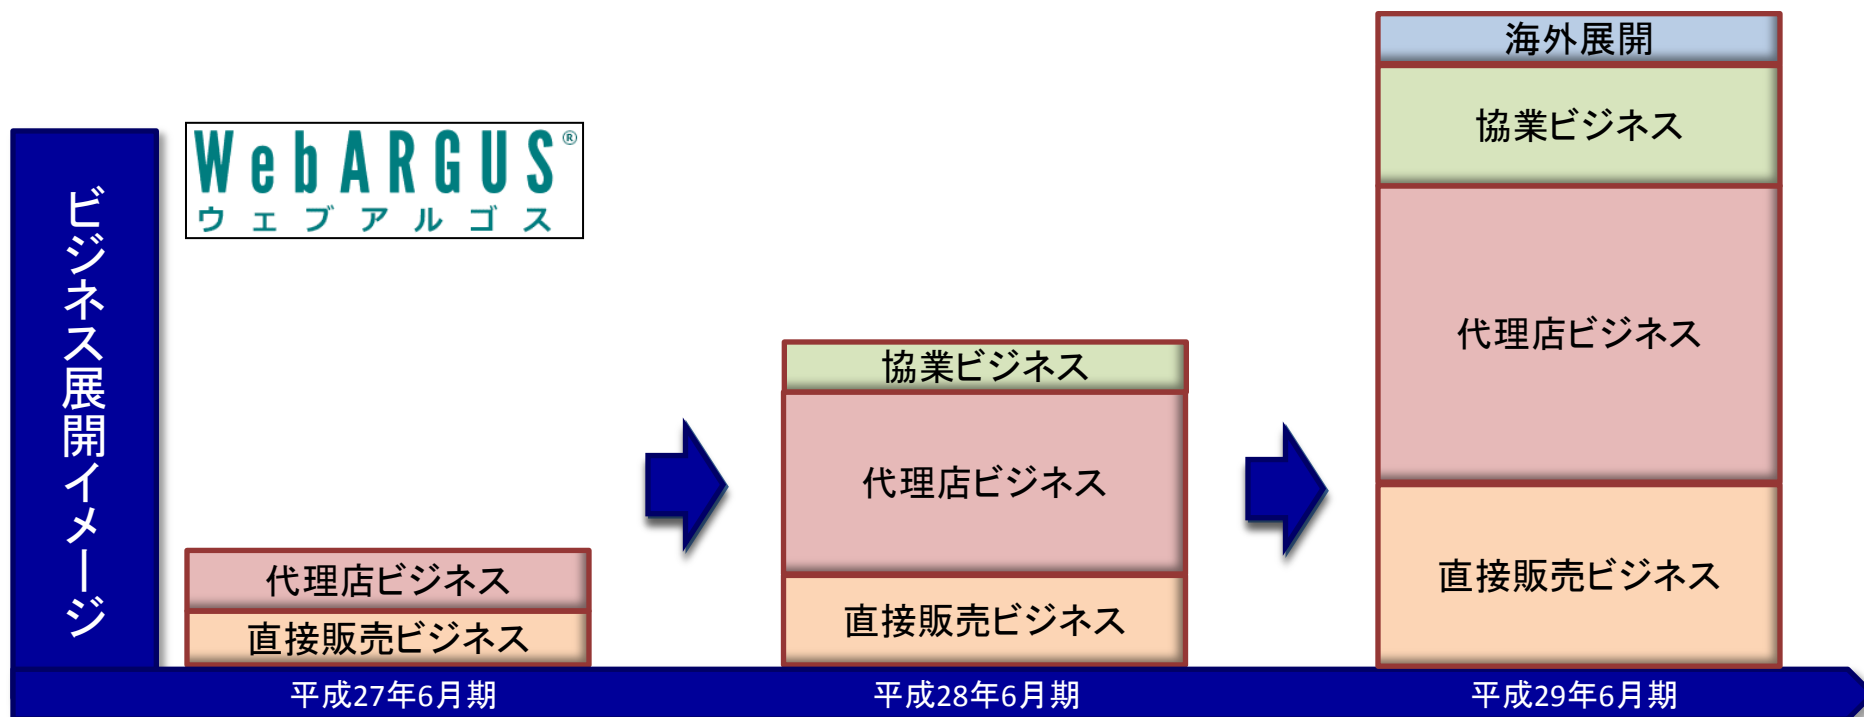 ビジネス展開イメージ
WebARGUS®
ウェブアルゴス
代理店ビジネス
直接販売ビジネス
平成27年6月期
協業ビジネス
代理店ビジネス
直接販売ビジネス
平成28年6月期
海外展開
協業ビジネス
代理店ビジネス
直接販売ビジネス
平成29年6月期